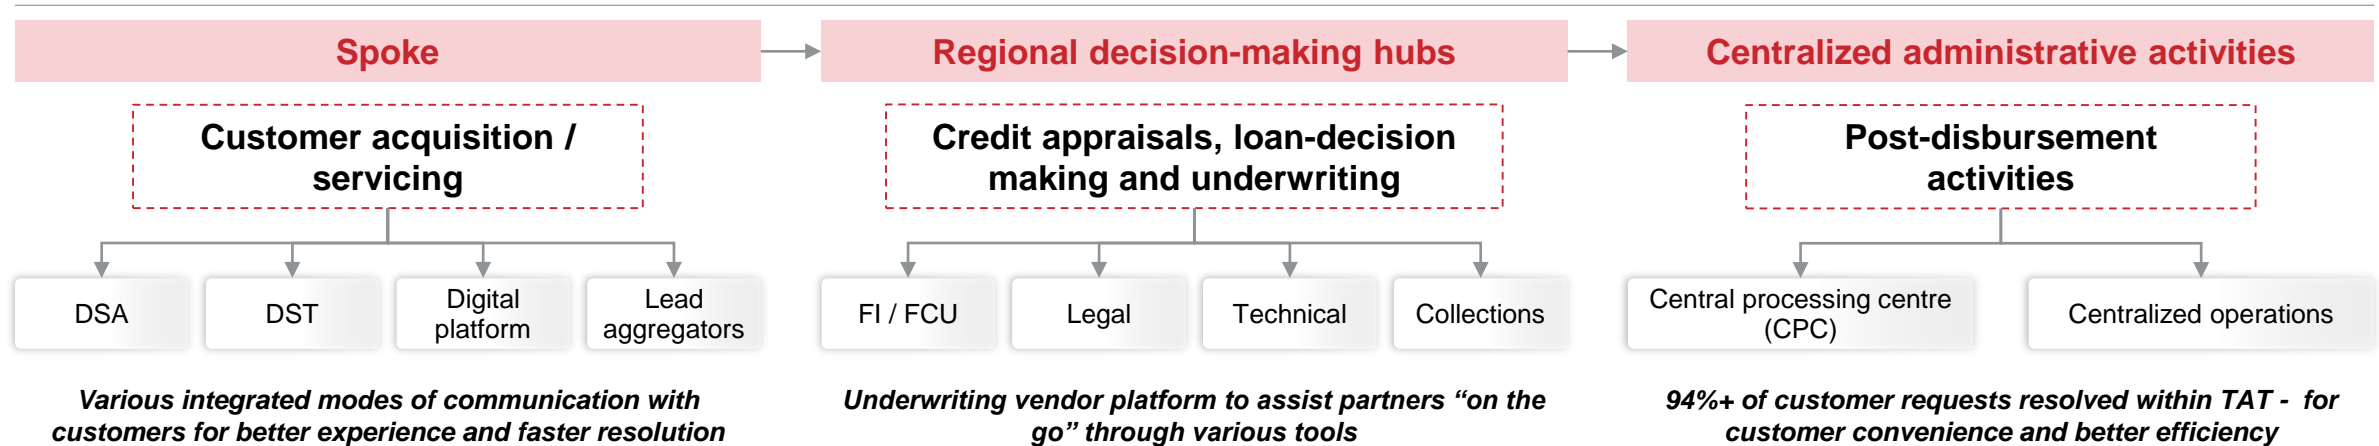 Spoke
Regional decision-making hubs
Centralized administrative activities
Customer acquisition /
servicing
Credit appraisals, loan-decision
making and underwriting
Post-disbursement
activities
DSA
DST
Digital
platform
Lead
aggregators
FI / FCU
Legal
Technical
Collections
Central processing centre
(CPC)
Centralized operations
Various integrated modes of communication with
customers for better experience and faster resolution
Underwriting vendor platform to assist partners “on the
go” through various tools
94%+ of customer requests resolved within TAT -  for
customer convenience and better efficiency